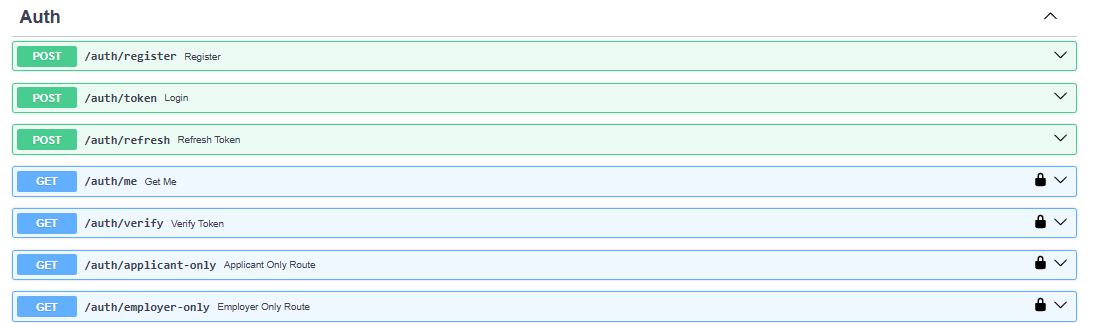 Auth
POST /auth/register Register
POST /auth/token Login
POST /auth/refresh Refresh Token
GET /auth/me Get Me
GET /auth/verify Verify Token
GET /auth/applicant-only Applicant Only Route
GET /auth/employer-only Employer Only Route